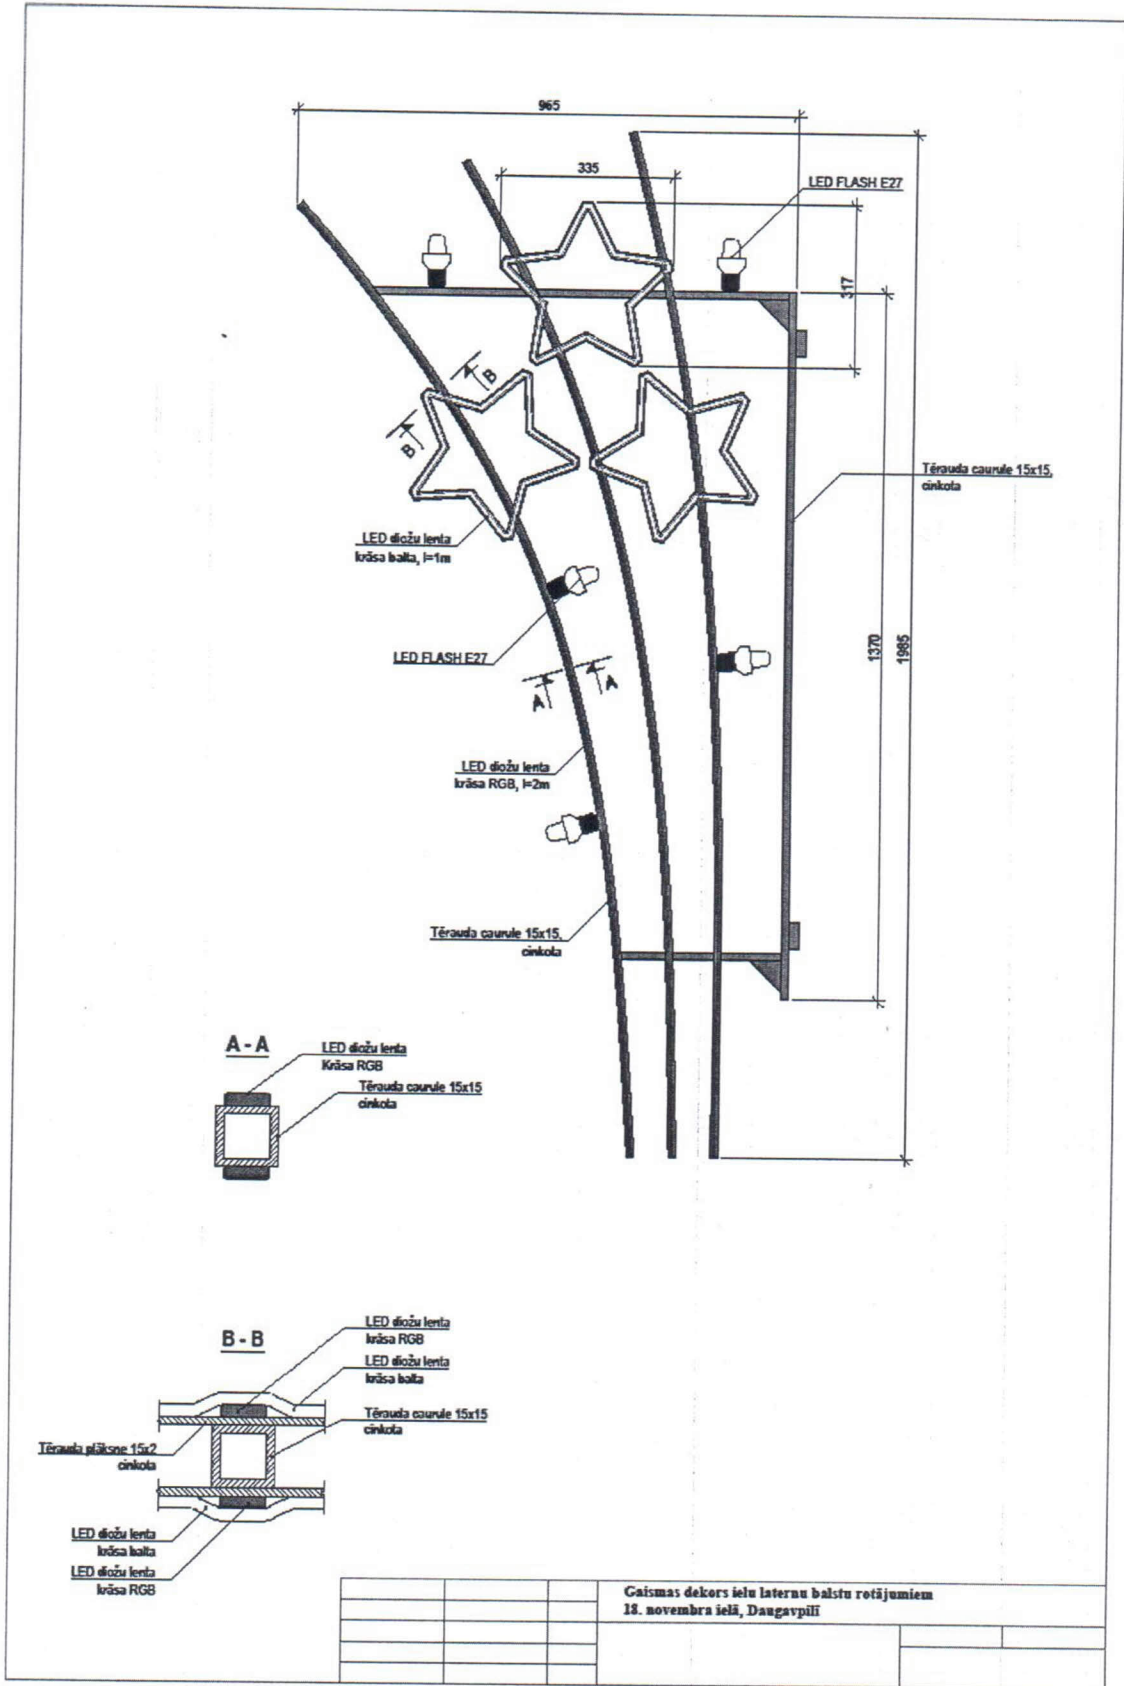 965
335
LED FLASH E27
317
B
B
Tērauda caurule 15x15,
cinkota
LED diožu lenta
krāsa balta, l=1m
LED FLASH E27
1370
1985
A
A
LED diožu lenta
krāsa RGB, l=2m
Tērauda caurule 15x15,
cinkota
A - A
LED diožu lenta
Krāsa RGB
Tērauda caurule 15x15
cinkota
B - B
LED diožu lenta
krāsa RGB
LED diožu lenta
krāsa balta
Tērauda caurule 15x15
cinkota
Tērauda plāksne 15x2
cinkota
LED diožu lenta
krāsa balta
LED diožu lenta
krāsa RGB
Gaismas dekors ielu laternu balstu rotājumiem
18. novembra ielā, Daugavpilī